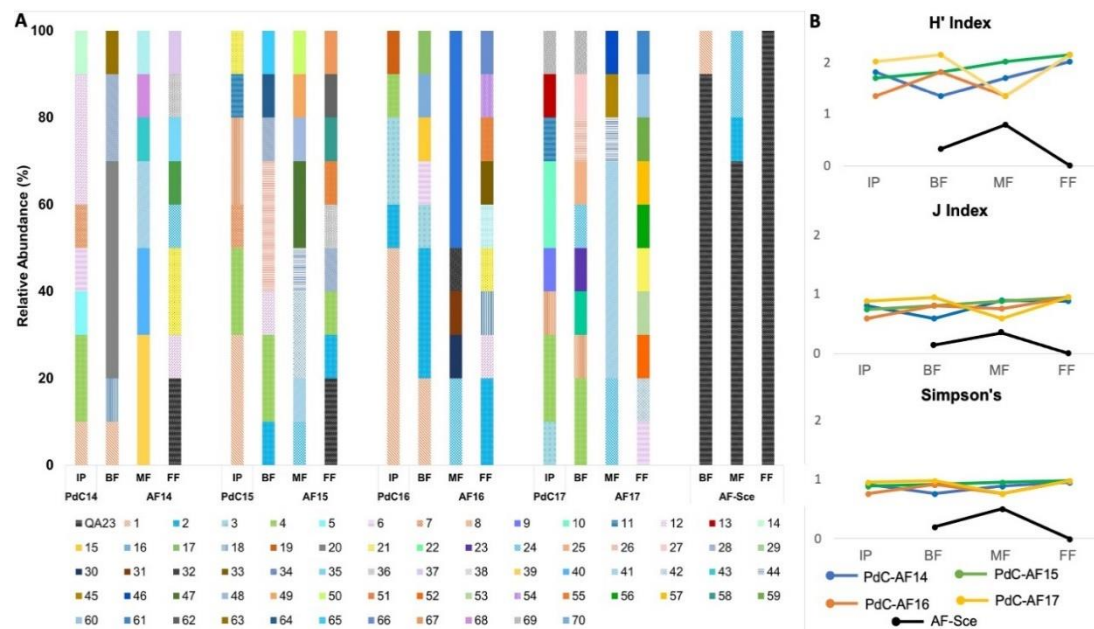 A
Relative Abundance (%)
100
80
60
40
20
0
IP BF MF FF IP BF MF FF IP BF MF FF IP BF MF FF BF MF FF
PdC14 AF14 PdC15 AF15 PdC16 AF16 PdC17 AF17 AF-Sce
QA23 1 2 3 4 5 6 7 8 9 10 11 12 13 14
15 16 17 18 19 20 21 22 23 24 25 26 27 28 29
30 31 32 33 34 35 36 37 38 39 40 41 42 43 44
45 46 47 48 49 50 51 52 53 54 55 56 57 58 59
60 61 62 63 64 65 66 67 68 69 70
B
H' Index
2
1
0
IP BF MF FF
J Index
2
1
0
IP BF MF FF
Simpson's
2
1
0
IP BF MF FF
PdC-AF14 PdC-AF15
PdC-AF16 PdC-AF17
AF-Sce